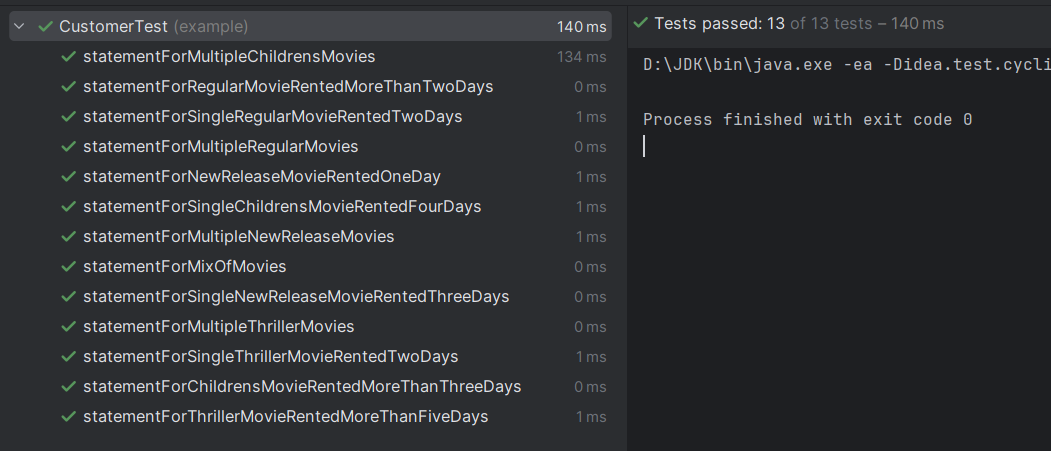 CustomerTest (example) 140 ms
statementForMultipleChildrensMovies 134 ms
statementForRegularMovieRentedMoreThanTwoDays 0 ms
statementForSingleRegularMovieRentedTwoDays 1 ms
statementForMultipleRegularMovies 0 ms
statementForNewReleaseMovieRentedOneDay 1 ms
statementForSingleChildrensMovieRentedFourDays 1 ms
statementForMultipleNewReleaseMovies 1 ms
statementForMixOfMovies 0 ms
statementForSingleNewReleaseMovieRentedThreeDays 0 ms
statementForMultipleThrillerMovies 0 ms
statementForSingleThrillerMovieRentedTwoDays 1 ms
statementForChildrensMovieRentedMoreThanThreeDays 0 ms
statementForThrillerMovieRentedMoreThanFiveDays 1 ms
Tests passed: 13 of 13 tests – 140 ms
D:\JDK\bin\java.exe -ea -Didea.test.cycli
Process finished with exit code 0